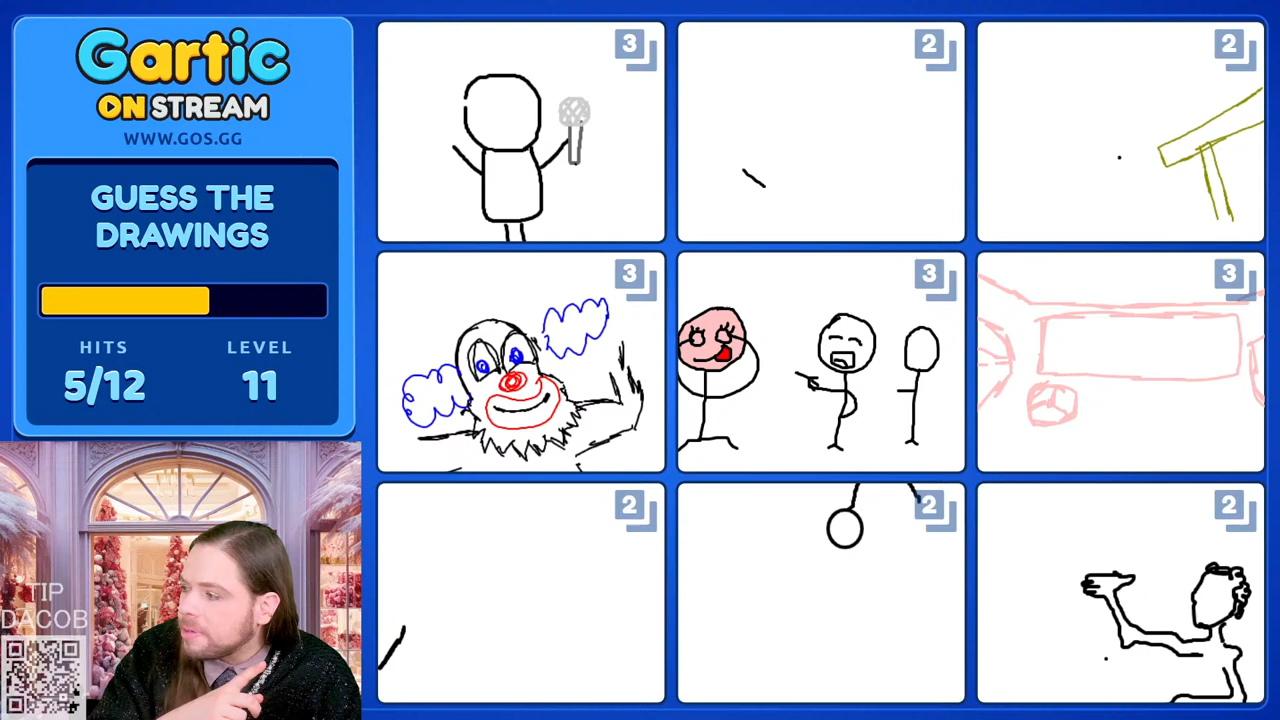 Gartic
ON STREAM
WWW.GOS.GG
GUESS THE
DRAWINGS
HITS
LEVEL
5/12
11
3
2
2
3
3
3
2
2
2
TIP
DACOB